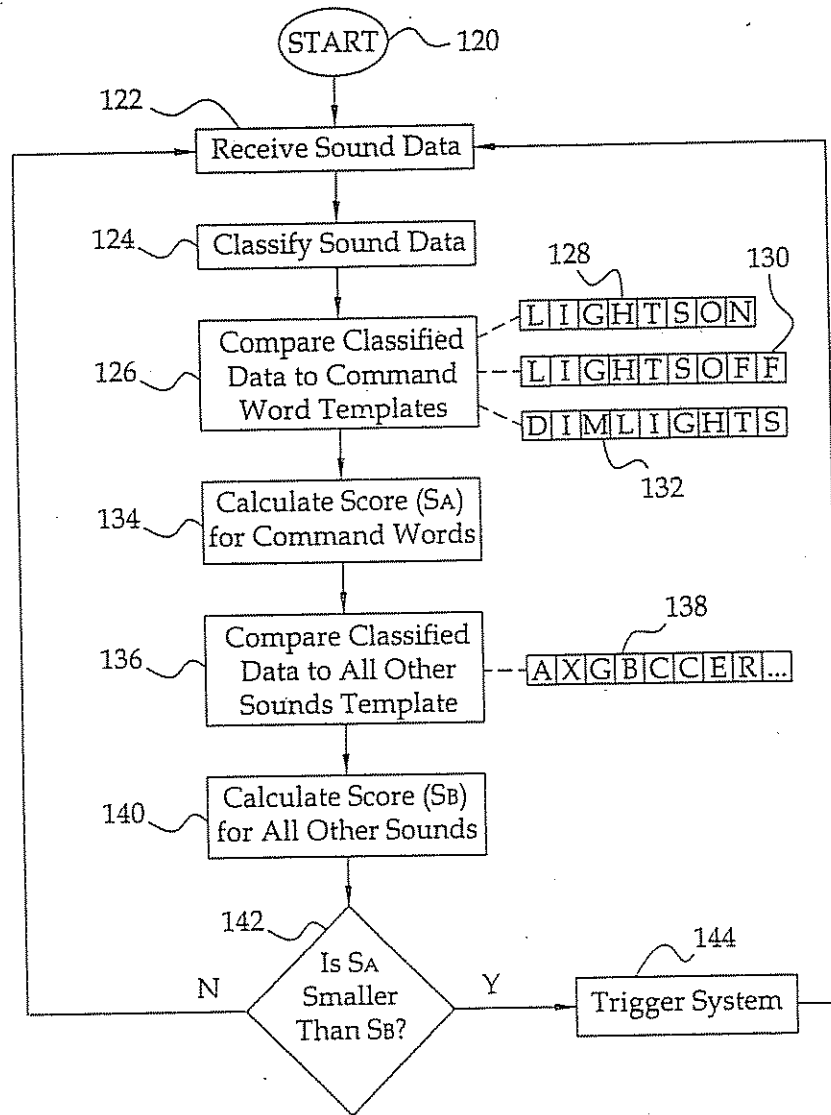 START
120
122
Receive Sound Data
124
Classify Sound Data
128
130
LIGHTSON
126
Compare Classified
Data to Command
Word Templates
LIGHTSOFF
DIMLIGHTS
132
134
Calculate Score (SA)
for Command Words
136
Compare Classified
Data to All Other
Sounds Template
138
AXGBCCER...
140
Calculate Score (SB)
for All Other Sounds
142
Is SA
Smaller
Than SB?
N
Y
144
Trigger System